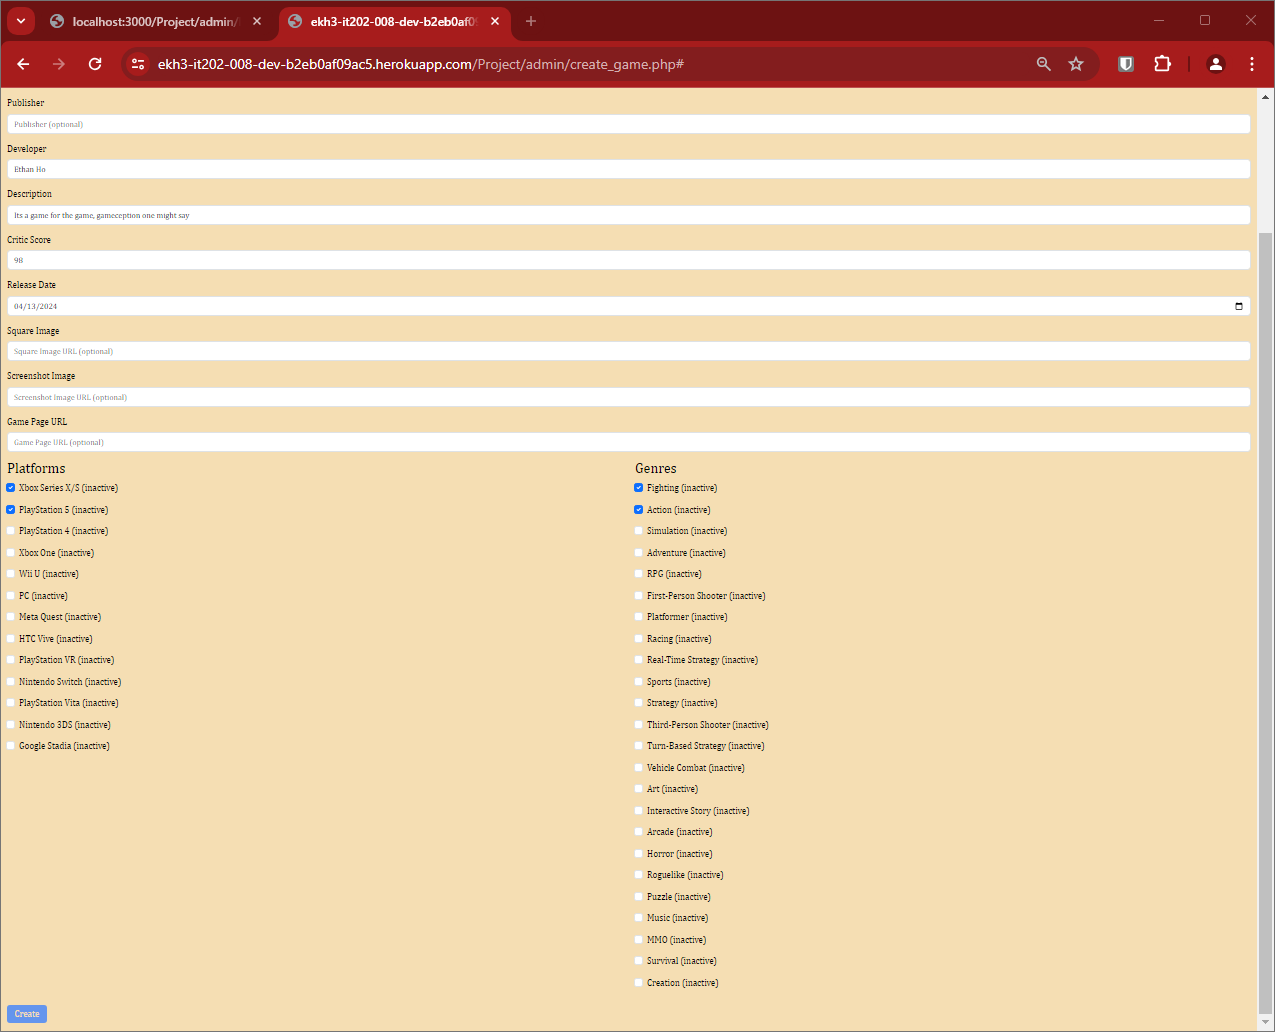 localhost:3000/Project/admin/
ekh3-it202-008-dev-b2eb0af09
ekh3-it202-008-dev-b2eb0af09ac5.herokuapp.com/Project/admin/create_game.php#
Publisher
Publisher (optional)
Developer
Ethan Ho
Description
Its a game for the game, gameception one might say
Critic Score
98
Release Date
04/13/2024
Square Image
Square Image URL (optional)
Screenshot Image
Screenshot Image URL (optional)
Game Page URL
Game Page URL (optional)
Platforms
Xbox Series X/S (inactive)
PlayStation 5 (inactive)
PlayStation 4 (inactive)
Xbox One (inactive)
Wii U (inactive)
PC (inactive)
Meta Quest (inactive)
HTC Vive (inactive)
PlayStation VR (inactive)
Nintendo Switch (inactive)
PlayStation Vita (inactive)
Nintendo 3DS (inactive)
Google Stadia (inactive)
Genres
Fighting (inactive)
Action (inactive)
Simulation (inactive)
Adventure (inactive)
RPG (inactive)
First-Person Shooter (inactive)
Platformer (inactive)
Racing (inactive)
Real-Time Strategy (inactive)
Sports (inactive)
Strategy (inactive)
Third-Person Shooter (inactive)
Turn-Based Strategy (inactive)
Vehicle Combat (inactive)
Art (inactive)
Interactive Story (inactive)
Arcade (inactive)
Horror (inactive)
Roguelike (inactive)
Puzzle (inactive)
Music (inactive)
MMO (inactive)
Survival (inactive)
Creation (inactive)
Create